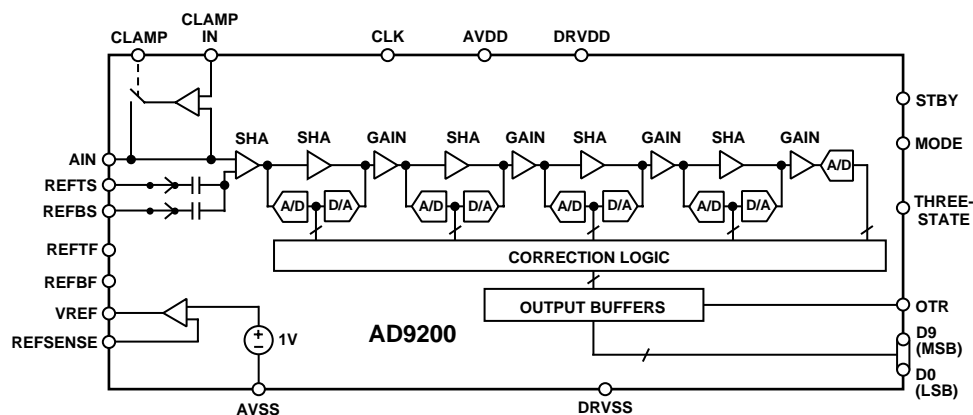 CLAMP
CLAMP
IN
CLK
AVDD
DRVDD
STBY
MODE
THREE-
STATE
SHA
SHA
GAIN
SHA
GAIN
SHA
GAIN
SHA
GAIN
AIN
REFTS
REFBS
REFTF
REFBF
VREF
REFSENSE
A/D
A/D
D/A
A/D
D/A
A/D
D/A
A/D
D/A
CORRECTION LOGIC
OUTPUT BUFFERS
OTR
+
–
1V
AD9200
D9
(MSB)
D0
(LSB)
AVSS
DRVSS